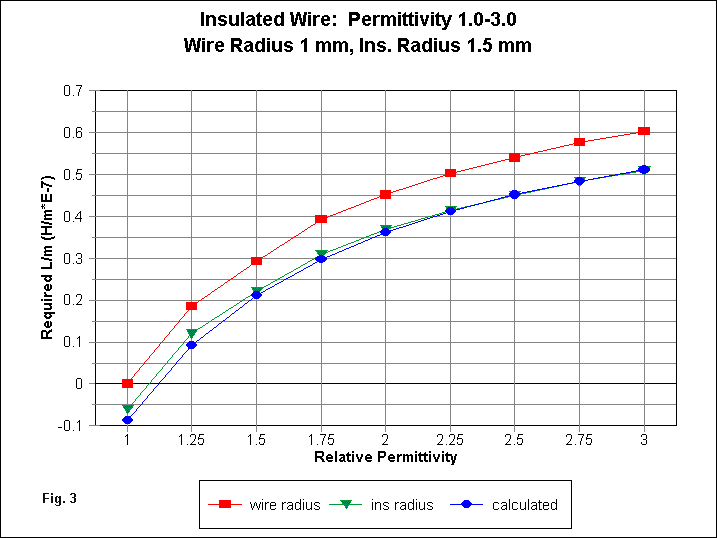 Insulated Wire:  Permittivity 1.0-3.0
Wire Radius 1 mm, Ins. Radius 1.5 mm
Required L/m (H/m*E-7)
0.7
0.6
0.5
0.4
0.3
0.2
0.1
0
-0.1
1 1.25 1.5 1.75 2 2.25 2.5 2.75 3
Relative Permittivity
Fig. 3
wire radius ins radius calculated